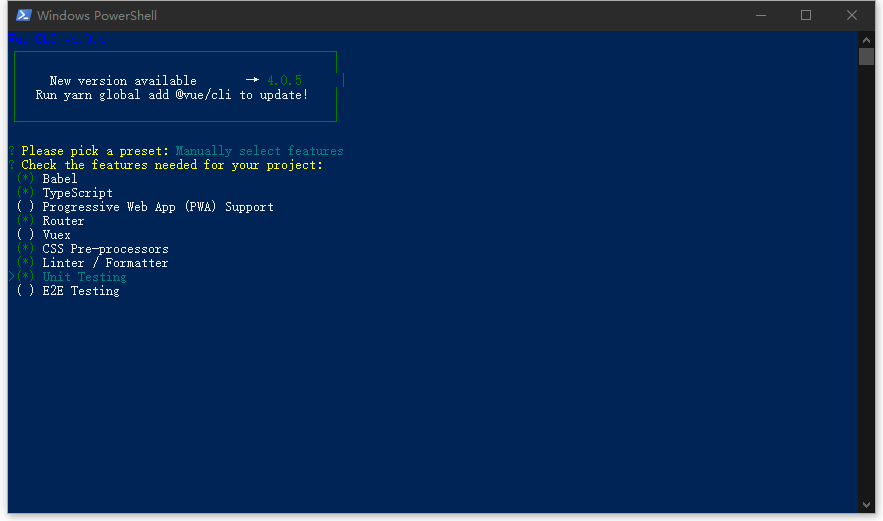 Windows PowerShell
Vue CLI
New version available → 4.0.5
Run yarn global add @vue/cli to update!
? Please pick a preset: Manually select features
? Check the features needed for your project:
(*) Babel
(*) TypeScript
( ) Progressive Web App (PWA) Support
(*) Router
( ) Vuex
(*) CSS Pre-processors
(*) Linter / Formatter
>(*) Unit Testing
( ) E2E Testing